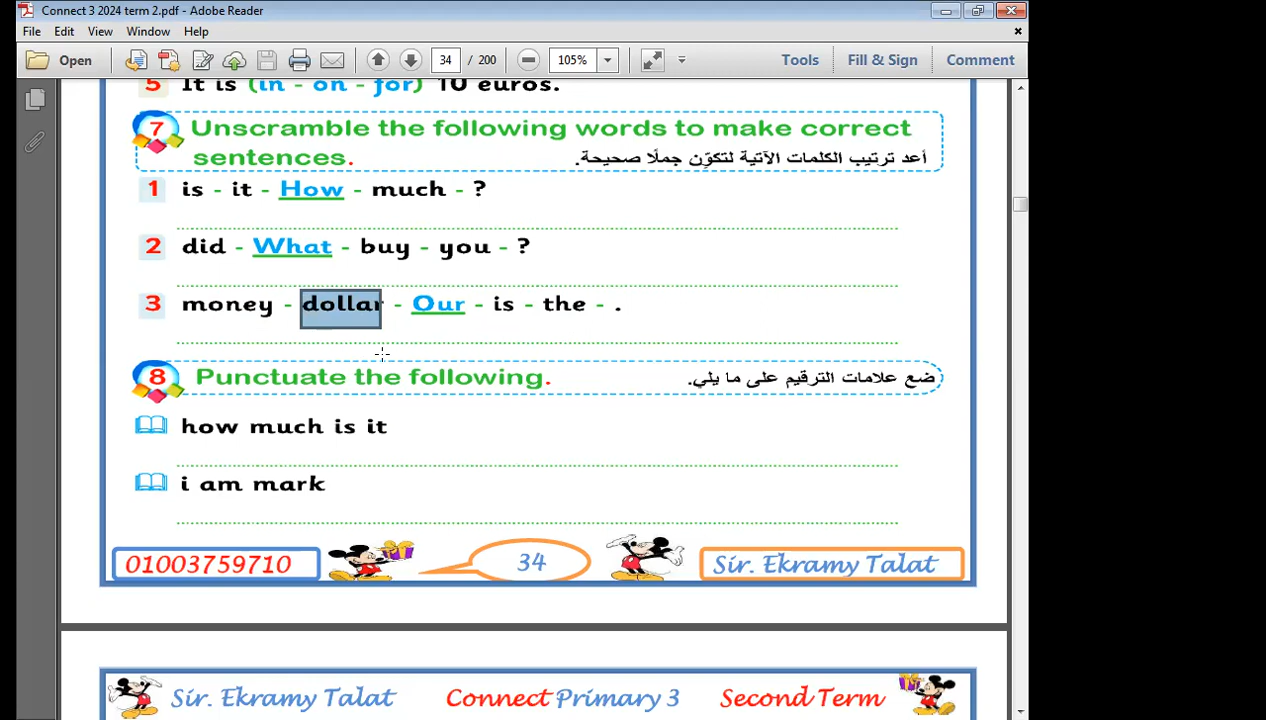 Connect 3 2024 term 2.pdf - Adobe Reader
File Edit View Window Help
Open 34 / 200 105% Tools Fill & Sign Comment
5 It is (in - on - for) 10 euros.
7 Unscramble the following words to make correct
sentences. أعد ترتيب الكلمات الآتية لتكوّن جملًا صحيحة.
1 is - it - How - much - ?
2 did - What - buy - you - ?
3 money - dollar - Our - is - the - .
8 Punctuate the following. ضع علامات الترقيم على ما يلي.
how much is it
i am mark
01003759710 34 Sir. Ekramy Talat
Sir. Ekramy Talat Connect Primary 3 Second Term